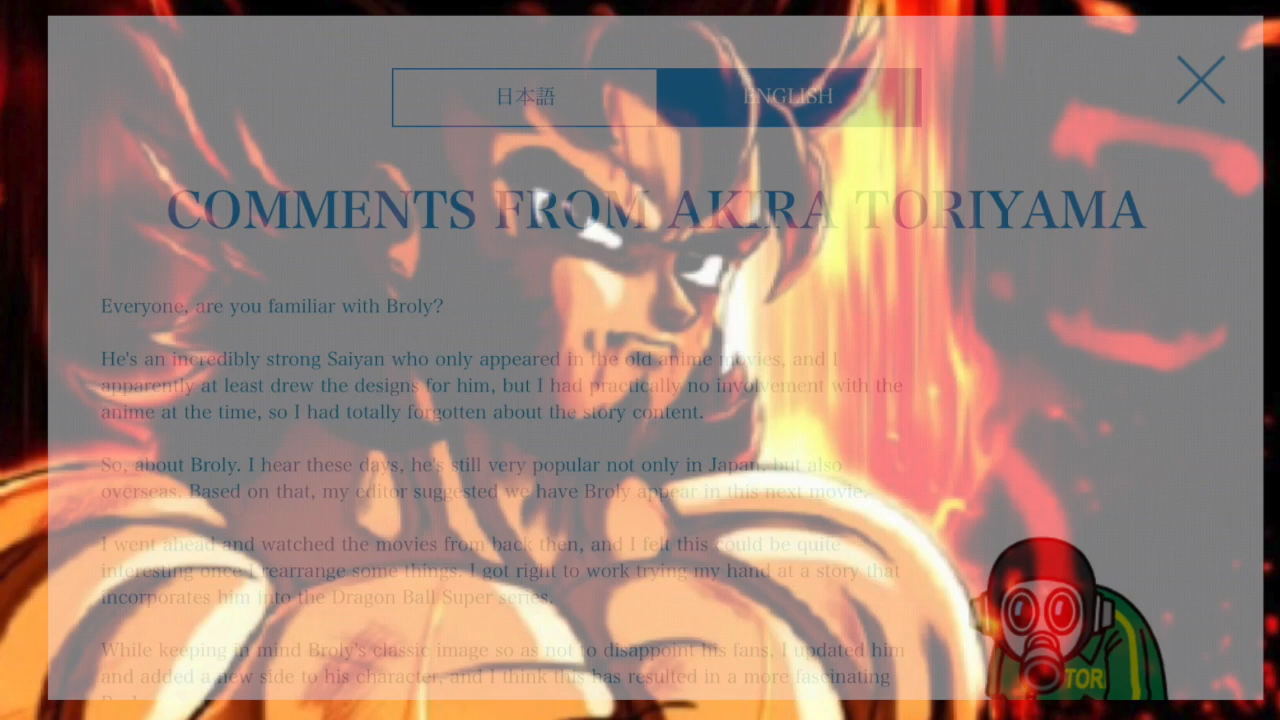 日本語
ENGLISH
COMMENTS FROM AKIRA TORIYAMA
Everyone, are you familiar with Broly?
He's an incredibly strong Saiyan who only appeared in the old anime movies, and I
apparently at least drew the designs for him, but I had practically no involvement with the
anime at the time, so I had totally forgotten about the story content.
So, about Broly. I hear these days, he's still very popular not only in Japan, but also
overseas. Based on that, my editor suggested we have Broly appear in this next movie.
I went ahead and watched the movies from back then, and I felt this could be quite
interesting once I rearrange some things. I got right to work trying my hand at a story that
incorporates him into the Dragon Ball Super series.
While keeping in mind Broly's classic image so as not to disappoint his fans, I updated him
and added a new side to his character, and I think this has resulted in a more fascinating
TORI